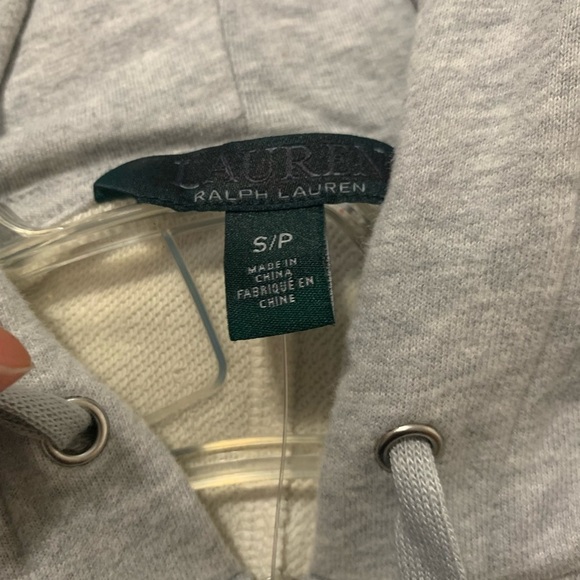 LAUREN
RALPH LAUREN
S/P
MADE IN
CHINA
FABRIQUÉ EN
CHINE